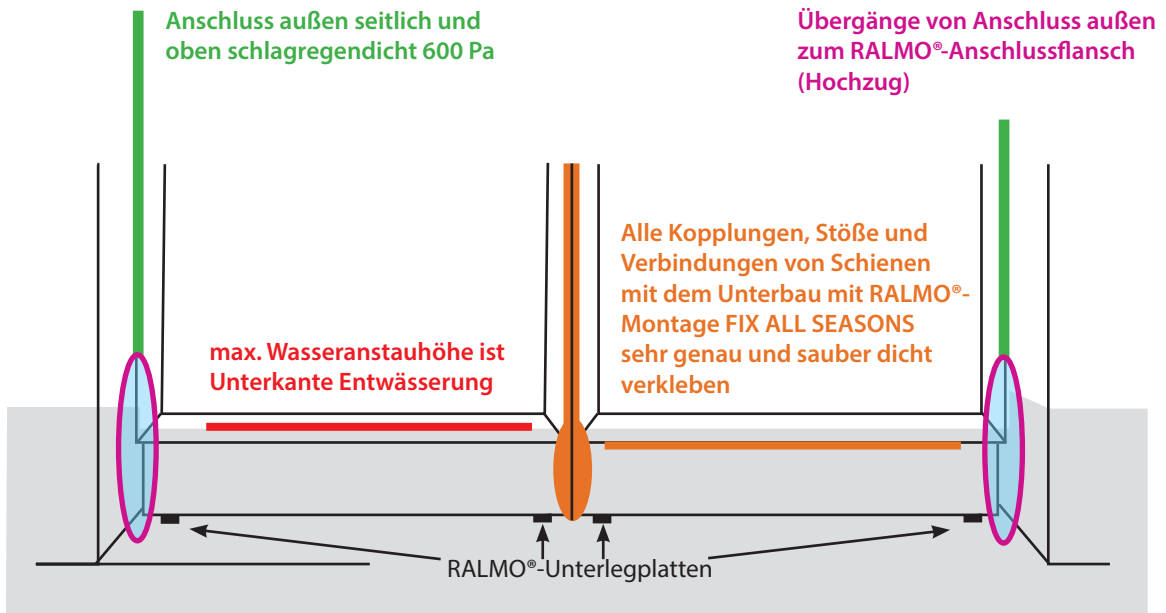 Anschluss außen seitlich und
oben schlagregendicht 600 Pa
Übergänge von Anschluss außen
zum RALMO®-Anschlussflansch
(Hochzug)
Alle Kopplungen, Stöße und
Verbindungen von Schienen
mit dem Unterbau mit RALMO®-
Montage FIX ALL SEASONS
sehr genau und sauber dicht
verkleben
max. Wasseranstauhöhe ist
Unterkante Entwässerung
RALMO®-Unterlegplatten